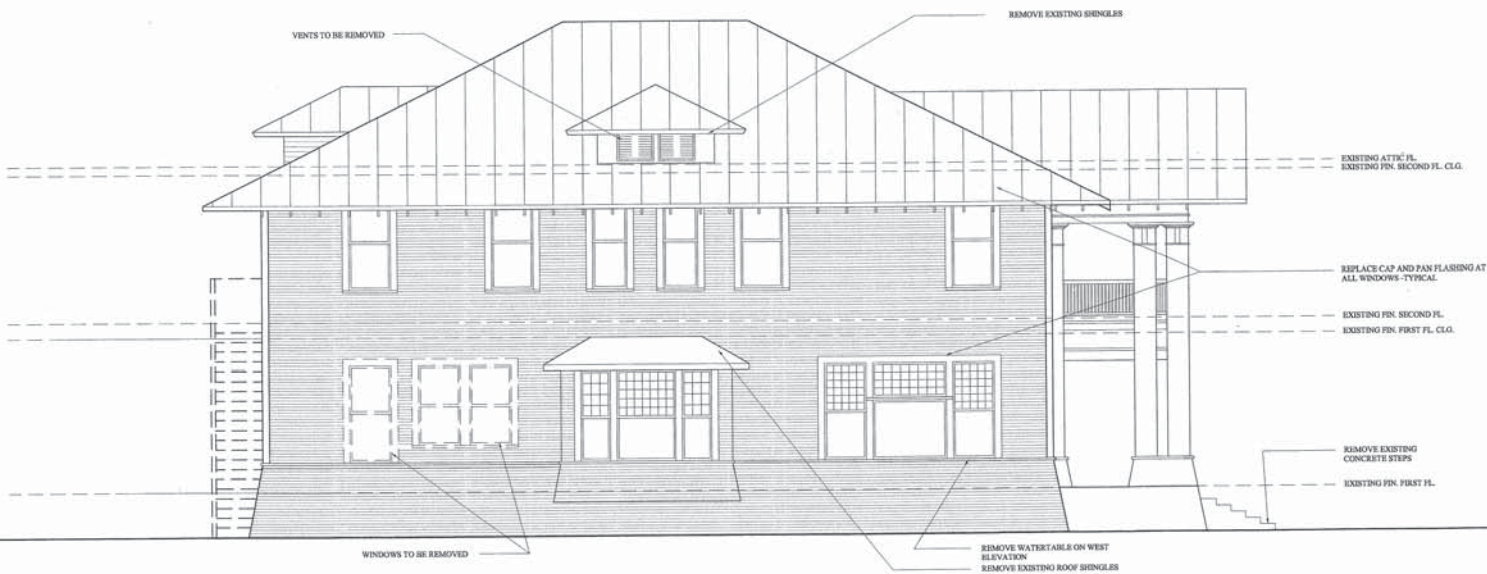 REMOVE EXISTING SHINGLES
VENTS TO BE REMOVED
EXISTING ATTIC FL.
EXISTING FIN. SECOND FL. CLG.
REPLACE CAP AND PAN FLASHING AT
ALL WINDOWS -TYPICAL
EXISTING FIN. SECOND FL.
EXISTING FIN. FIRST FL. CLG.
REMOVE EXISTING
CONCRETE STEPS
EXISTING FIN. FIRST FL.
WINDOWS TO BE REMOVED
REMOVE WATERTABLE ON WEST
ELEVATION
REMOVE EXISTING ROOF SHINGLES